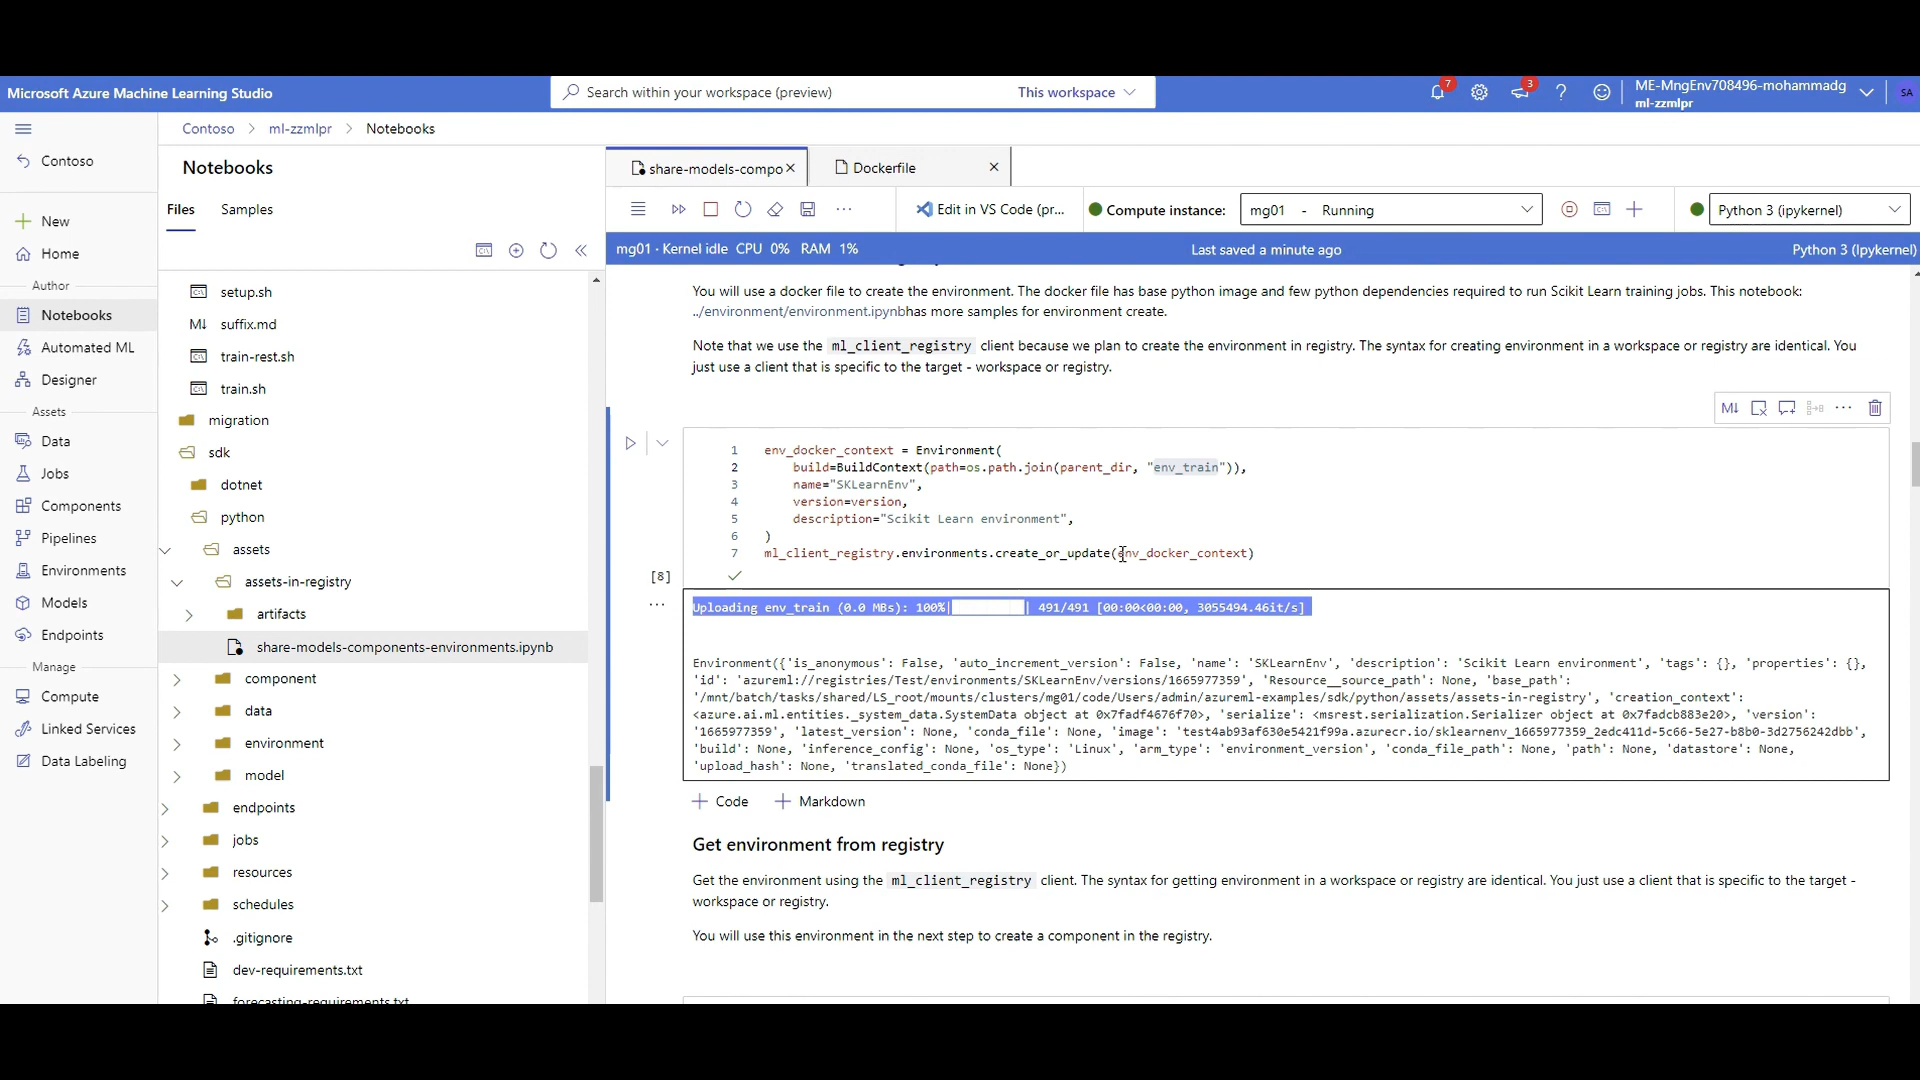 Microsoft Azure Machine Learning Studio
Search within your workspace (preview)
This workspace
7
3
ME-MngEnv708496-mohammadg
ml-zzmlpr
SA
Contoso
New
Home
Author
Notebooks
Automated ML
Designer
Assets
Data
Jobs
Components
Pipelines
Environments
Models
Endpoints
Manage
Compute
Linked Services
Data Labeling
Contoso > ml-zzmlpr > Notebooks
Notebooks
Files
Samples
setup.sh
suffix.md
train-rest.sh
train.sh
migration
sdk
dotnet
python
assets
assets-in-registry
artifacts
share-models-components-environments.ipynb
component
data
environment
model
endpoints
jobs
resources
schedules
.gitignore
dev-requirements.txt
forecasting-requirements.txt
share-models-compo
Dockerfile
Edit in VS Code (pr...
Compute instance:
mg01 - Running
Python 3 (ipykernel)
mg01 · Kernel idle CPU 0% RAM 1%
Last saved a minute ago
Python 3 (Ipykernel)
You will use a docker file to create the environment. The docker file has base python image and few python dependencies required to run Scikit Learn training jobs. This notebook:
../environment/environment.ipynbhas more samples for environment create.
Note that we use the ml_client_registry client because we plan to create the environment in registry. The syntax for creating environment in a workspace or registry are identical. You
just use a client that is specific to the target - workspace or registry.
1 env_docker_context = Environment(
2 build=BuildContext(path=os.path.join(parent_dir, "env_train")),
3 name="SKLearnEnv",
4 version=version,
5 description="Scikit Learn environment",
6 )
7 ml_client_registry.environments.create_or_update(env_docker_context)
[8]
Uploading env_train (0.0 MBs): 100%| | 491/491 [00:00<00:00, 3055494.46it/s]
Environment({'is_anonymous': False, 'auto_increment_version': False, 'name': 'SKLearnEnv', 'description': 'Scikit Learn environment', 'tags': {}, 'properties': {},
'id': 'azureml://registries/Test/environments/SKLearnEnv/versions/1665977359', 'Resource__source_path': None, 'base_path':
'/mnt/batch/tasks/shared/LS_root/mounts/clusters/mg01/code/Users/admin/azureml-examples/sdk/python/assets/assets-in-registry', 'creation_context':
<azure.ai.ml.entities._system_data.SystemData object at 0x7fadf4676f70>, 'serialize': <msrest.serialization.Serializer object at 0x7fadcb883e20>, 'version':
'1665977359', 'latest_version': None, 'conda_file': None, 'image': 'test4ab93af630e5421f99a.azurecr.io/sklearnenv_1665977359_2edc411d-5c66-5e27-b8b0-3d2756242dbb',
'build': None, 'inference_config': None, 'os_type': 'Linux', 'arm_type': 'environment_version', 'conda_file_path': None, 'path': None, 'datastore': None,
'upload_hash': None, 'translated_conda_file': None})
Code
Markdown
Get environment from registry
Get the environment using the ml_client_registry client. The syntax for getting environment in a workspace or registry are identical. You just use a client that is specific to the target -
workspace or registry.
You will use this environment in the next step to create a component in the registry.